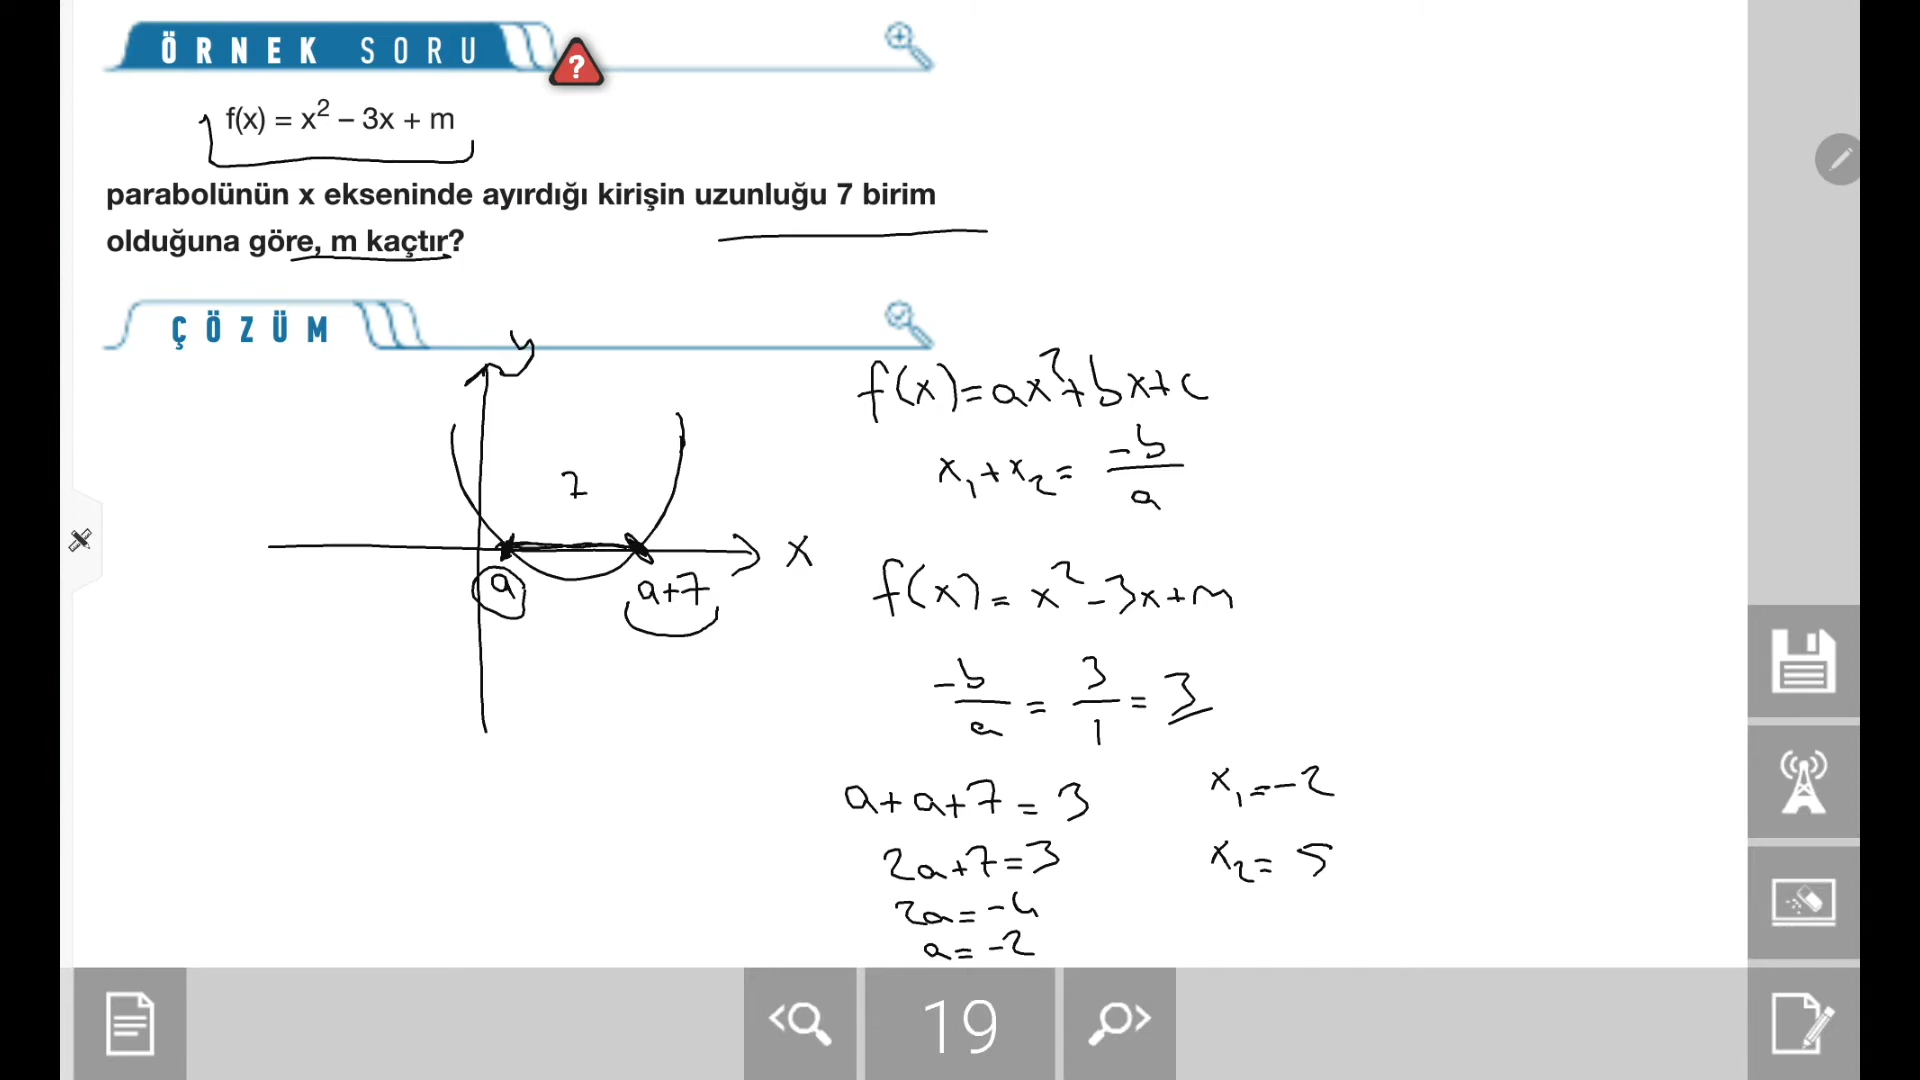 ÖRNEK SORU
?
f(x) = x² – 3x + m
parabolünün x ekseninde ayırdığı kirişin uzunluğu 7 birim
olduğuna göre, m kaçtır?
ÇÖZÜM
y
7
x
a
a+7
f(x)=ax²+bx+c
x₁+x₂= -b/a
f(x)= x²-3x+m
-b/a = 3/1 = 3
a+a+7=3
2a+7=3
2a=-4
a=-2
x₁=-2
x₂=5
19